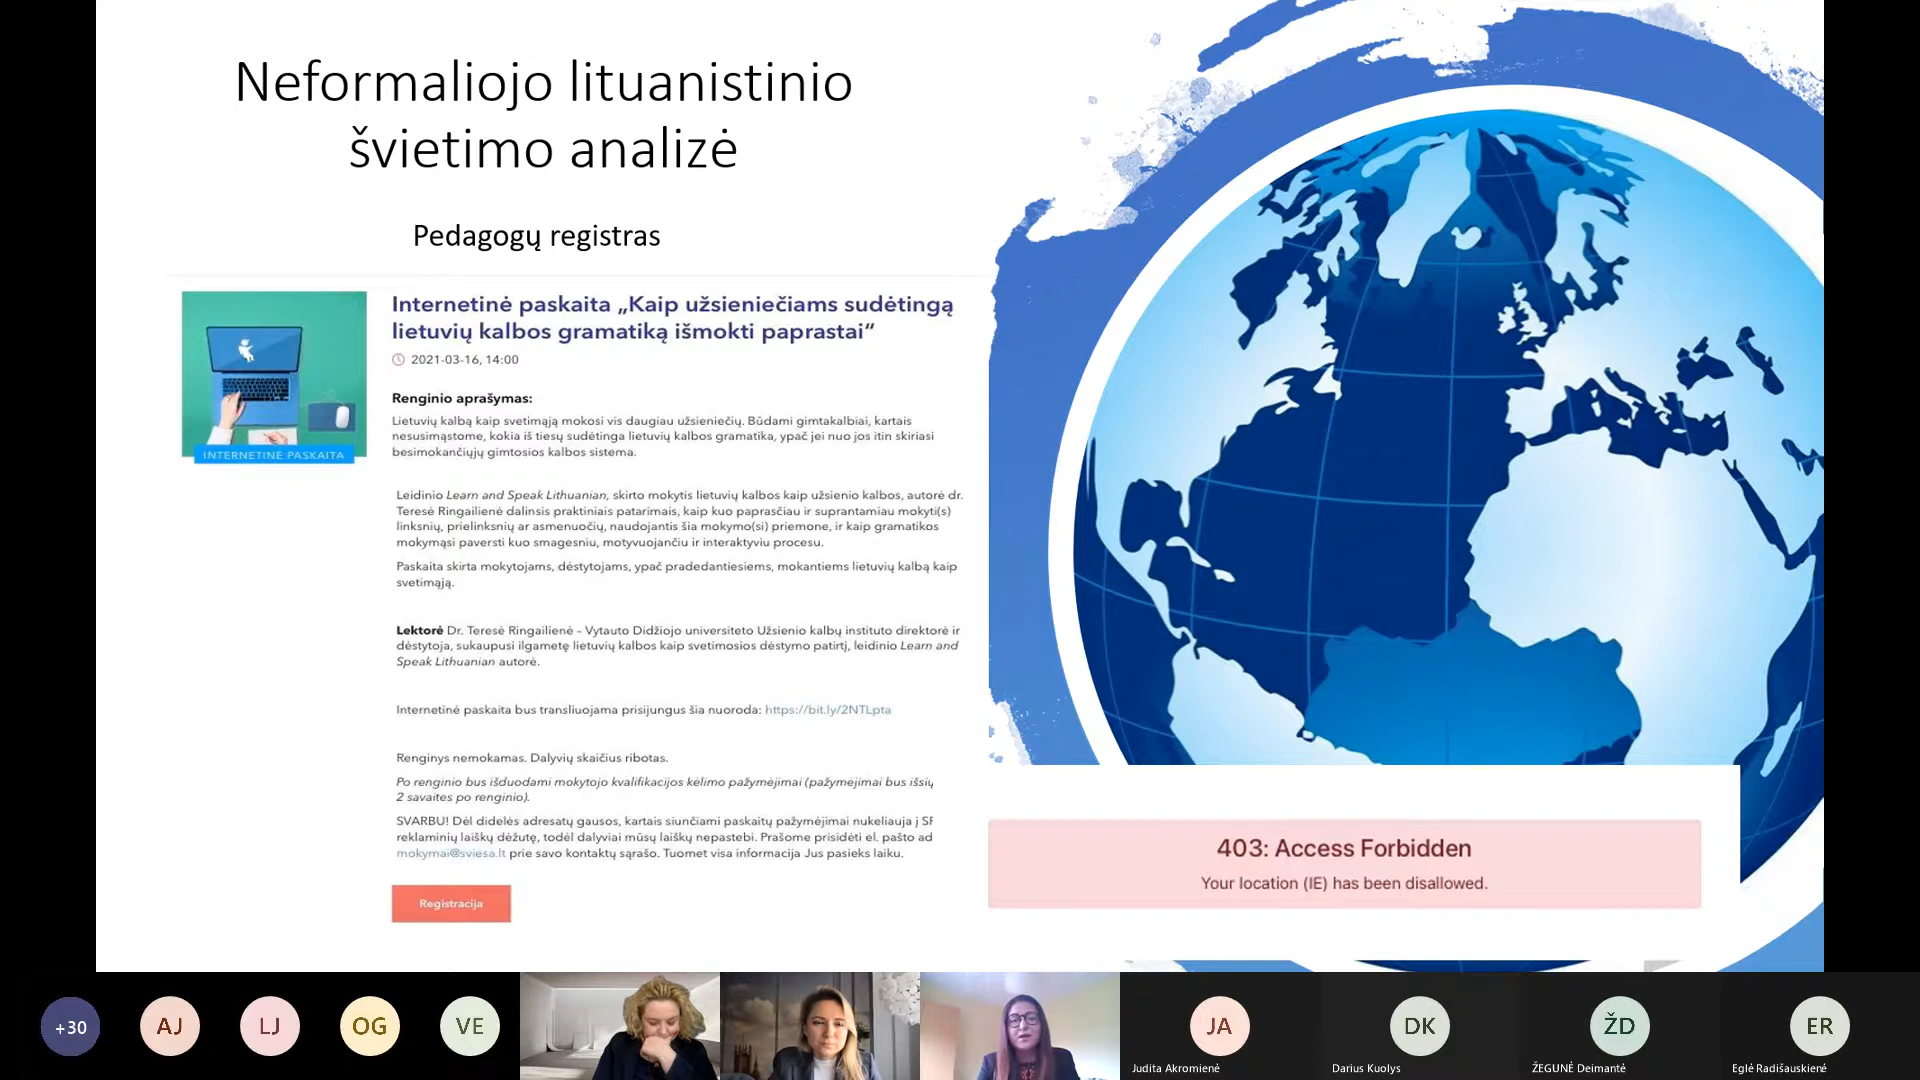 Neformaliojo lituanistinio
švietimo analizė
Pedagogų registras
INTERNETINĖ PASKAITA
Internetinė paskaita „Kaip užsieniečiams sudėtingą
lietuvių kalbos gramatiką išmokti paprastai“
2021-03-16, 14:00
Renginio aprašymas:
Lietuvių kalbą kaip svetimąją mokosi vis daugiau užsieniečių. Būdami gimtakalbiai, kartais
nesusimąstome, kokia iš tiesų sudėtinga lietuvių kalbos gramatika, ypač jei nuo jos itin skiriasi
besimokančiųjų gimtosios kalbos sistema.
Leidinio Learn and Speak Lithuanian, skirto mokytis lietuvių kalbos kaip užsienio kalbos, autorė dr.
Teresė Ringailienė dalinsis praktiniais patarimais, kaip kuo paprasčiau ir suprantamiau mokyti(s)
linksnių, prielinksnių ar asmenuočių, naudojantis šia mokymo(si) priemone, ir kaip gramatikos
mokymąsi paversti kuo smagesniu, motyvuojančiu ir interaktyviu procesu.
Paskaita skirta mokytojams, dėstytojams, ypač pradedantiesiems, mokantiems lietuvių kalbą kaip
svetimąją.
Lektorė Dr. Teresė Ringailienė – Vytauto Didžiojo universiteto Užsienio kalbų instituto direktorė ir
dėstytoja, sukaupusi ilgametę lietuvių kalbos kaip svetimosios dėstymo patirtį, leidinio Learn and
Speak Lithuanian autorė.
Internetinė paskaita bus transliuojama prisijungus šia nuoroda: https://bit.ly/2NTLpta
Renginys nemokamas. Dalyvių skaičius ribotas.
Po renginio bus išduodami mokytojo kvalifikacijos kėlimo pažymėjimai (pažymėjimai bus išsių
2 savaites po renginio).
SVARBU! Dėl didelės adresatų gausos, kartais siunčiami paskaitų pažymėjimai nukeliauja į SF
reklaminių laiškų dėžutę, todėl dalyviai mūsų laiškų nepastebi. Prašome prisidėti el. pašto ad
mokymai@sviesa.lt prie savo kontaktų sąrašo. Tuomet visa informacija Jus pasieks laiku.
Registracija
403: Access Forbidden
Your location (IE) has been disallowed.
+30
AJ
LJ
OG
VE
JA
Judita Akromienė
DK
Darius Kuolys
ŽD
ŽEGUNĖ Deimantė
ER
Eglė Radišauskienė